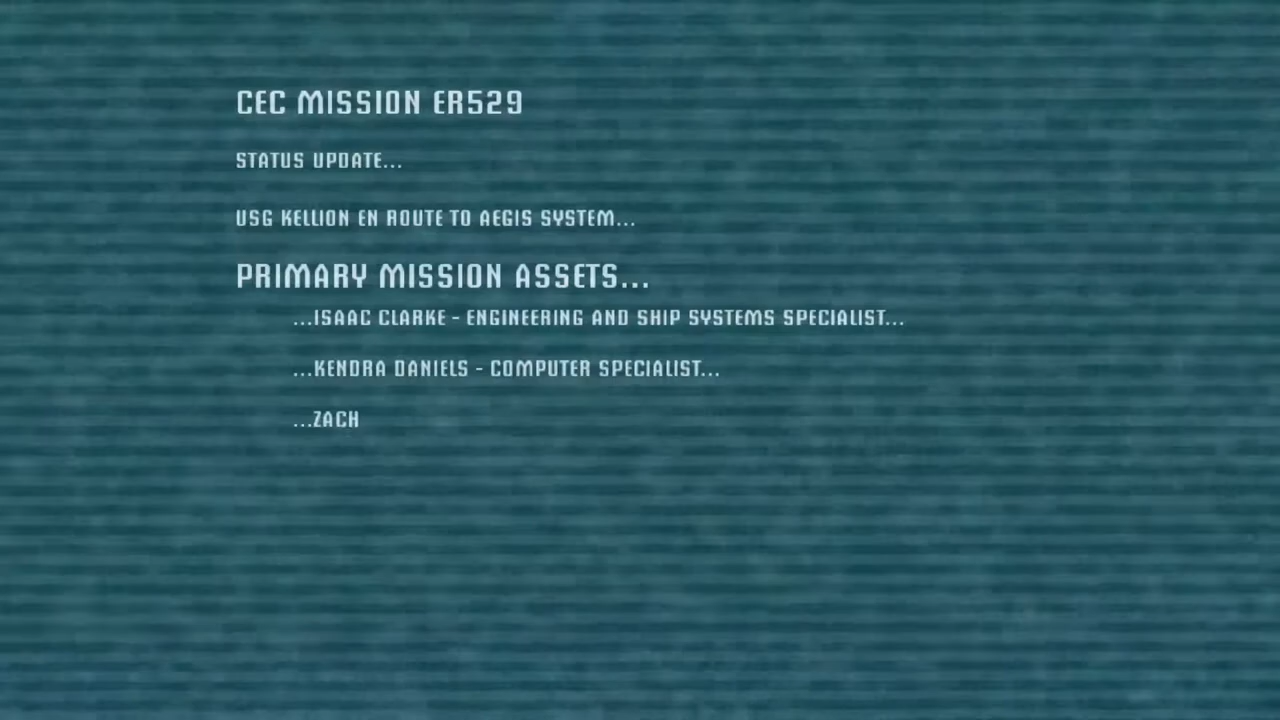 CEC MISSION ER529
STATUS UPDATE...
USG KELLION EN ROUTE TO AEGIS SYSTEM...
PRIMARY MISSION ASSETS...
...ISAAC CLARKE - ENGINEERING AND SHIP SYSTEMS SPECIALIST...
...KENDRA DANIELS - COMPUTER SPECIALIST...
...ZACH